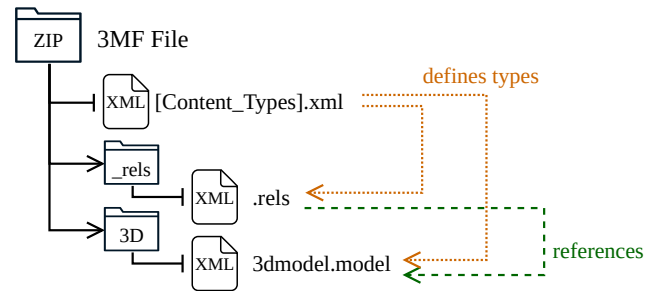 ZIP 3MF File
defines types
XML [Content_Types].xml
_rels
XML .rels
3D
references
XML 3dmodel.model